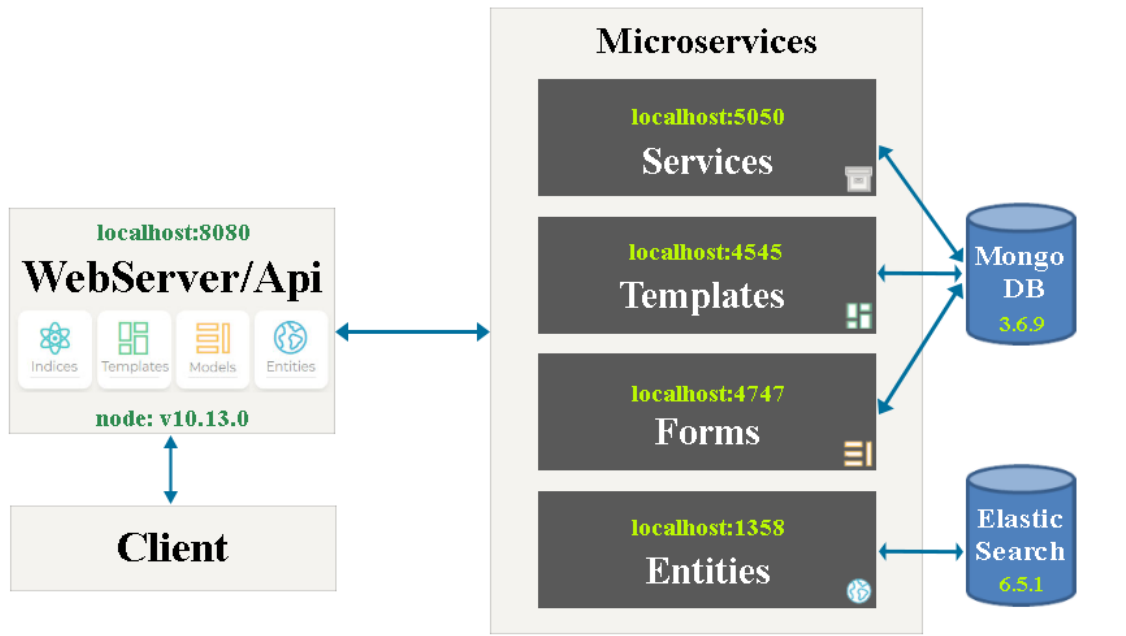 Microservices
localhost:5050
Services
localhost:4545
Templates
localhost:4747
Forms
localhost:1358
Entities
localhost:8080
WebServer/Api
Indices
Templates
Models
Entities
node: v10.13.0
Client
Mongo
DB
3.6.9
Elastic
Search
6.5.1